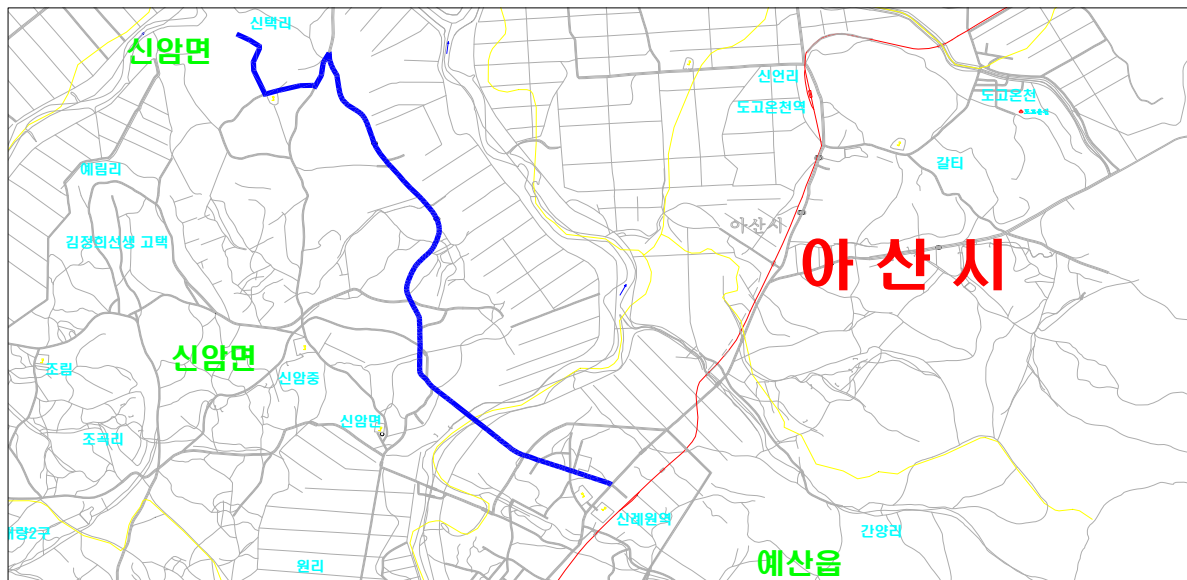 신택리
신암면
신언리
도고온천역
도고온천
예림리
갈티
김정희선생 고택
아산시
아 산 시
신암면
조림
신암중
신암면
조곡리
신례원역
간양리
원리
예산읍